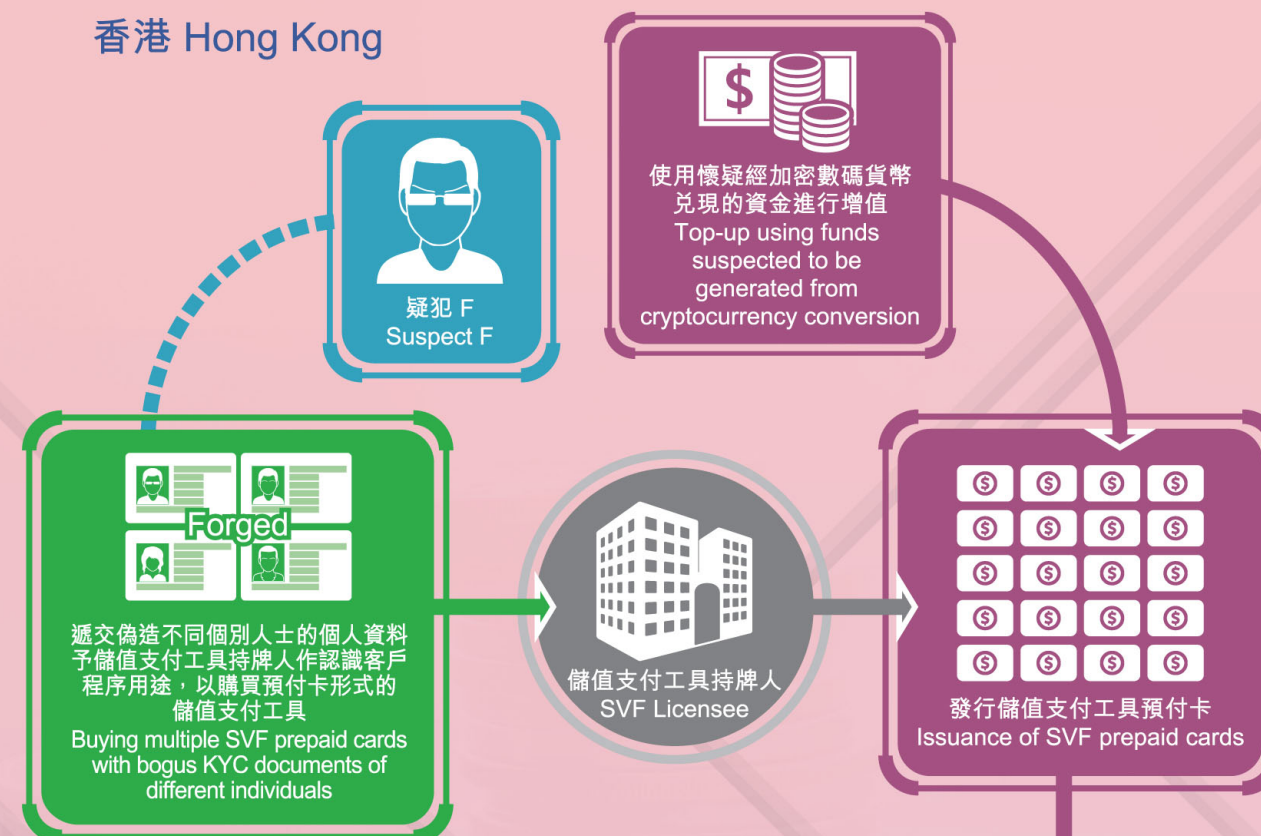 香港 Hong Kong
疑犯 F
Suspect F
$
使用懷疑經加密數碼貨幣
兑現的資金進行增值
Top-up using funds
suspected to be
generated from
cryptocurrency conversion
Forged
遞交偽造不同個別人士的個人資料
予儲值支付工具持牌人作認識客戶
程序用途，以購買預付卡形式的
儲值支付工具
Buying multiple SVF prepaid cards
with bogus KYC documents of
different individuals
儲值支付工具持牌人
SVF Licensee
$ $ $ $
$ $ $ $
$ $ $ $
$ $ $ $
$ $ $ $
發行儲值支付工具預付卡
Issuance of SVF prepaid cards